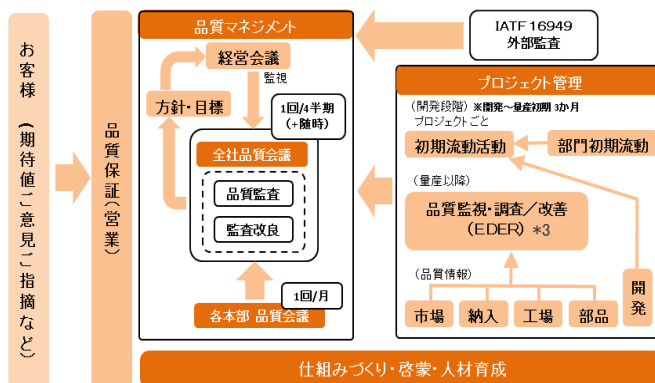 お客様（期待値ご意見ご指摘など）
品質保証（営業）
品質マネジメント
経営会議
監視
方針・目標
1回/4半期
(+随時)
全社品質会議
品質監査
監査改良
1回/月
各本部 品質会議
IATF 16949
外部監査
プロジェクト管理
(開発段階) ※開発～量産初期 3か月
プロジェクトごと
初期流動活動
部門初期流動
(量産以降)
品質監視・調査／改善
(EDER) *3
(品質情報)
市場
納入
工場
部品
開発
仕組みづくり・啓蒙・人材育成